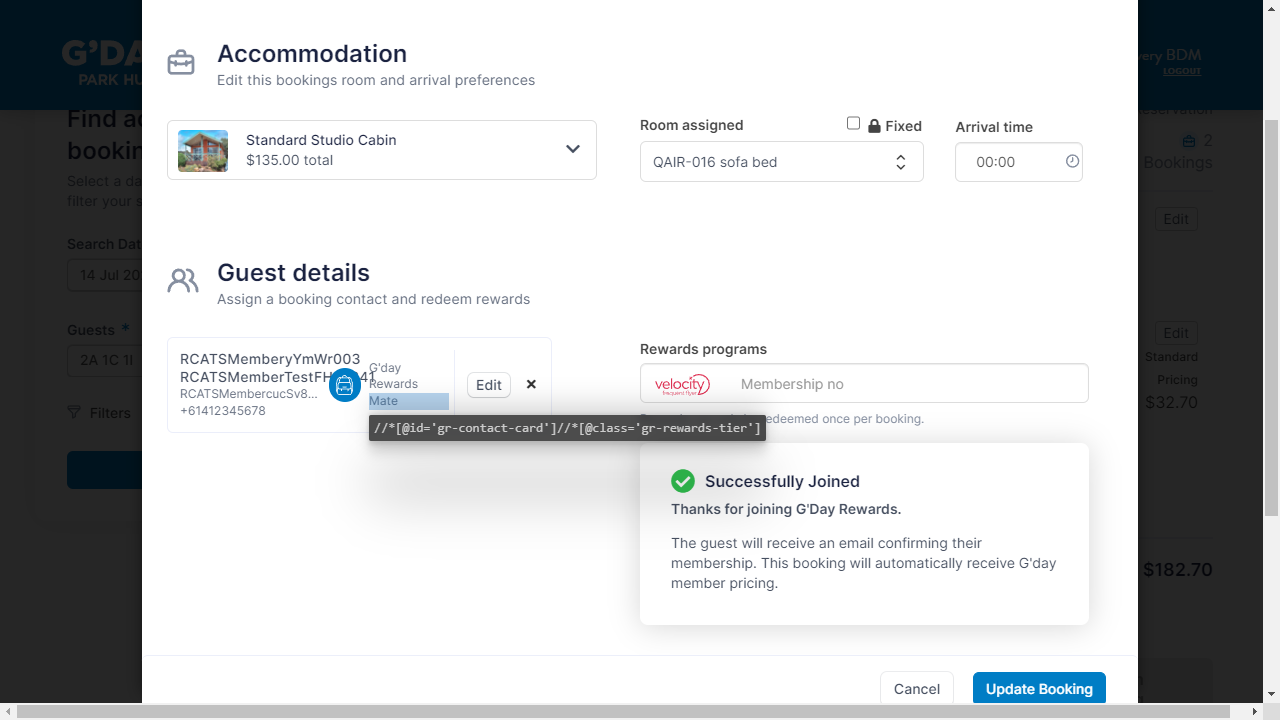 G'DA
PARK HU
very BDM
LOGOUT
Find ac
bookin
Select a da
filter your s
Search Dat
14 Jul 20
Guests *
2A 1C 1I
Filters
Accommodation
Edit this bookings room and arrival preferences
Standard Studio Cabin
$135.00 total
Room assigned
Fixed
QAIR-016 sofa bed
Arrival time
00:00
Guest details
Assign a booking contact and redeem rewards
RCATSMemberyYmWr003
RCATSMemberTestFH
41
RCATSMembercucSv8...
+61412345678
G'day
Rewards
Mate
Edit
×
//*[@id='gr-contact-card']//*[@class='gr-rewards-tier']
Rewards programs
velocity
frequent flyer
Membership no
edeemed once per booking.
Successfully Joined
Thanks for joining G'Day Rewards.
The guest will receive an email confirming their
membership. This booking will automatically receive G'day
member pricing.
Cancel
Update Booking
2
Bookings
Edit
Edit
Standard
Pricing
$32.70
$182.70